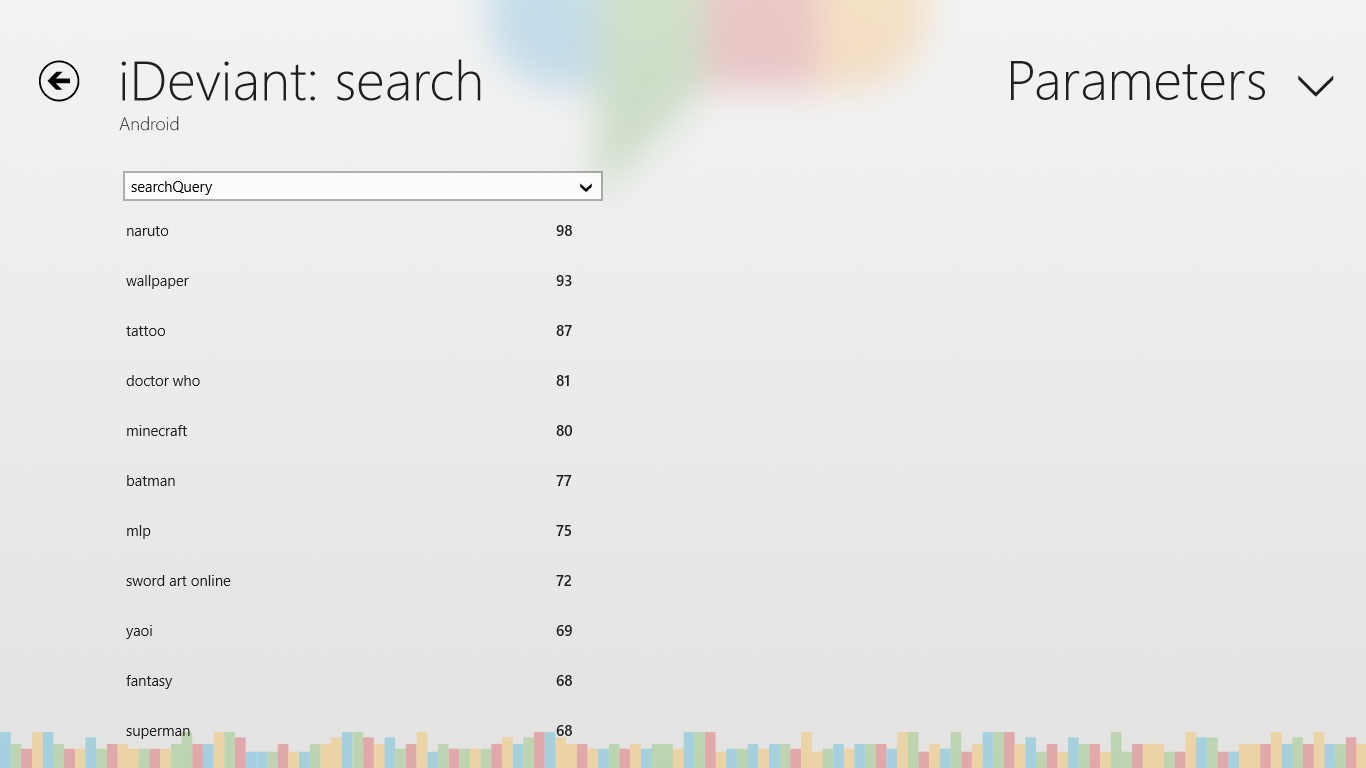 iDeviant: search
Parameters
Android
searchQuery
naruto 98
wallpaper 93
tattoo 87
doctor who 81
minecraft 80
batman 77
mlp 75
sword art online 72
yaoi 69
fantasy 68
superman 68